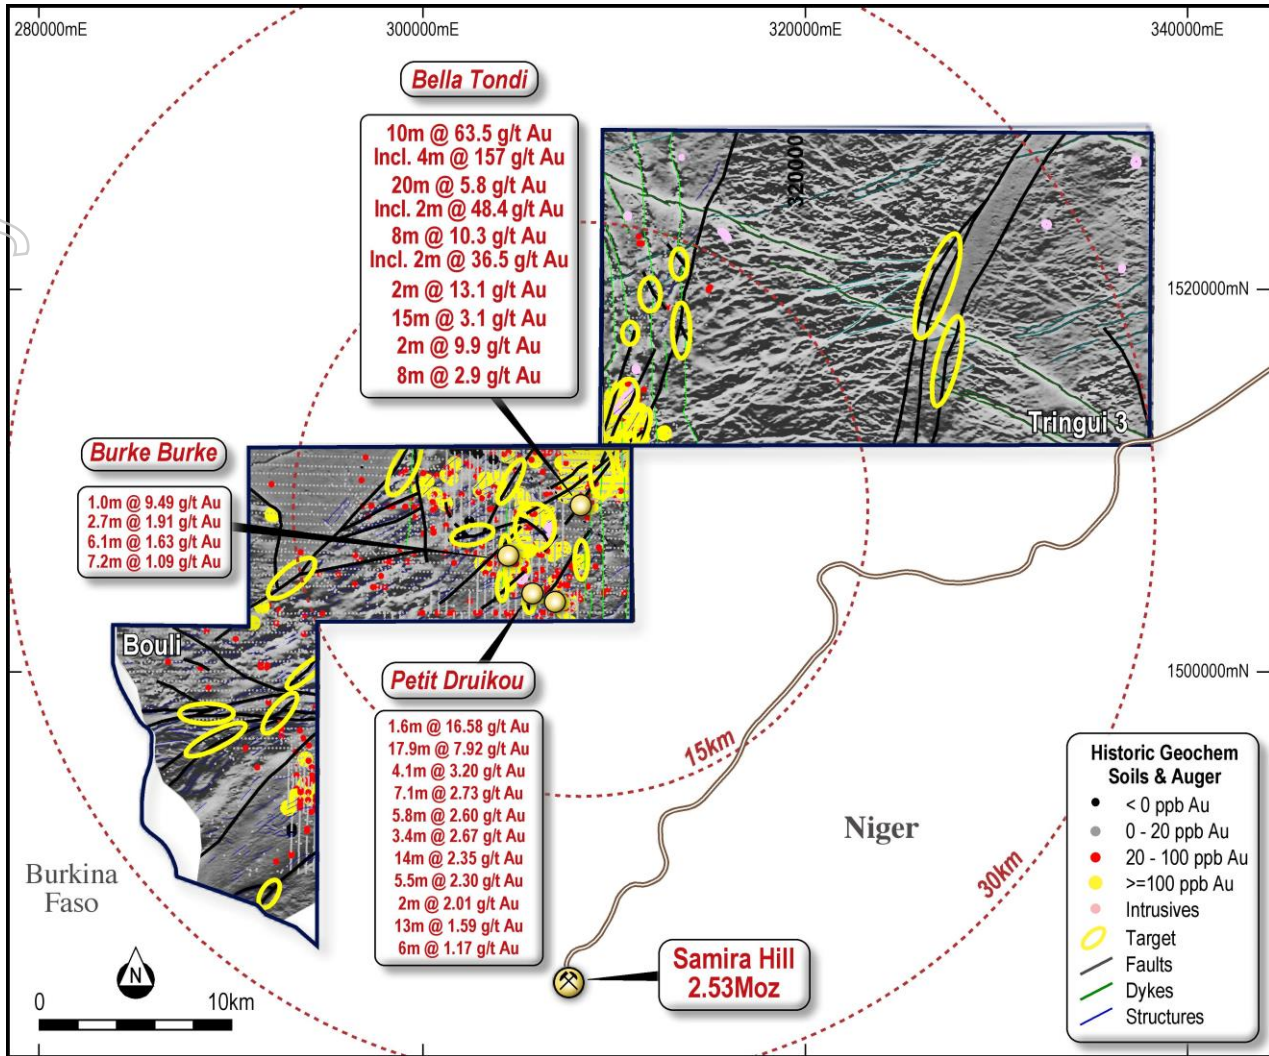 280000mE
300000mE
320000mE
340000mE
Bella Tondi
10m @ 63.5 g/t Au
Incl. 4m @ 157 g/t Au
20m @ 5.8 g/t Au
Incl. 2m @ 48.4 g/t Au
8m @ 10.3 g/t Au
Incl. 2m @ 36.5 g/t Au
2m @ 13.1 g/t Au
15m @ 3.1 g/t Au
2m @ 9.9 g/t Au
8m @ 2.9 g/t Au
320000
1520000mN
Tringui 3
Burke Burke
1.0m @ 9.49 g/t Au
2.7m @ 1.91 g/t Au
6.1m @ 1.63 g/t Au
7.2m @ 1.09 g/t Au
Bouli
1500000mN
Petit Druikou
1.6m @ 16.58 g/t Au
17.9m @ 7.92 g/t Au
4.1m @ 3.20 g/t Au
7.1m @ 2.73 g/t Au
5.8m @ 2.60 g/t Au
3.4m @ 2.67 g/t Au
14m @ 2.35 g/t Au
5.5m @ 2.30 g/t Au
2m @ 2.01 g/t Au
13m @ 1.59 g/t Au
6m @ 1.17 g/t Au
15km
30km
Niger
Burkina
Faso
Historic Geochem
Soils & Auger
< 0 ppb Au
0 - 20 ppb Au
20 - 100 ppb Au
>=100 ppb Au
Intrusives
Target
Faults
Dykes
Structures
Samira Hill
2.53Moz
N
0 10km